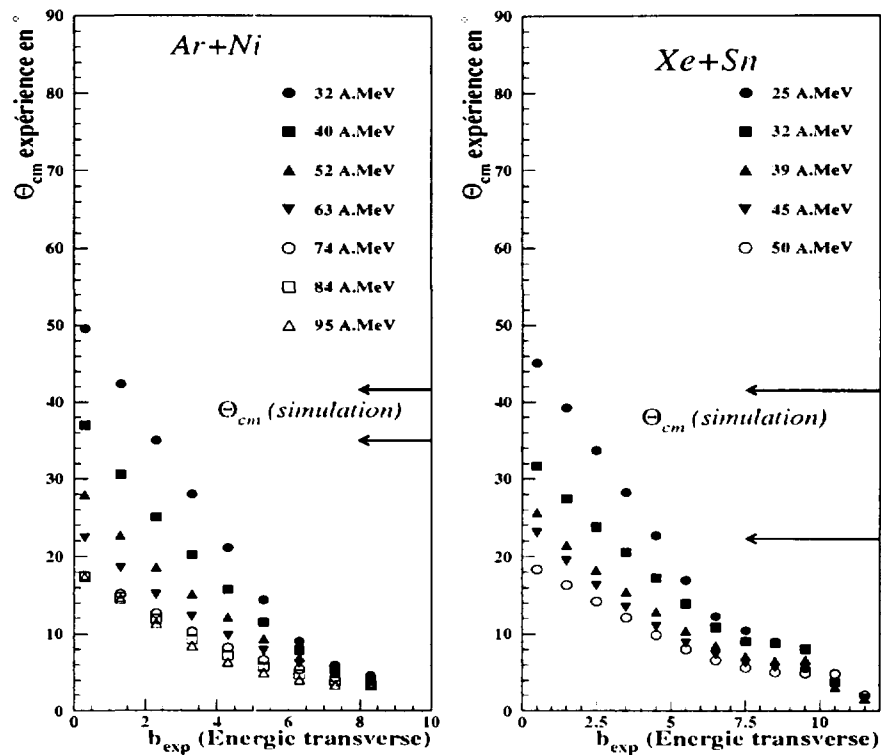 Ar+Ni
Θcm expérience en °
90
80
70
60
50
40
30
20
10
0
32 A.MeV
40 A.MeV
52 A.MeV
63 A.MeV
74 A.MeV
84 A.MeV
95 A.MeV
Θcm (simulation)
0 2 4 6 8 10
bexp (Energie transverse)
Xe+Sn
Θcm expérience en °
90
80
70
60
50
40
30
20
10
0
25 A.MeV
32 A.MeV
39 A.MeV
45 A.MeV
50 A.MeV
Θcm (simulation)
0 2.5 5 7.5 10
bexp (Energie transverse)